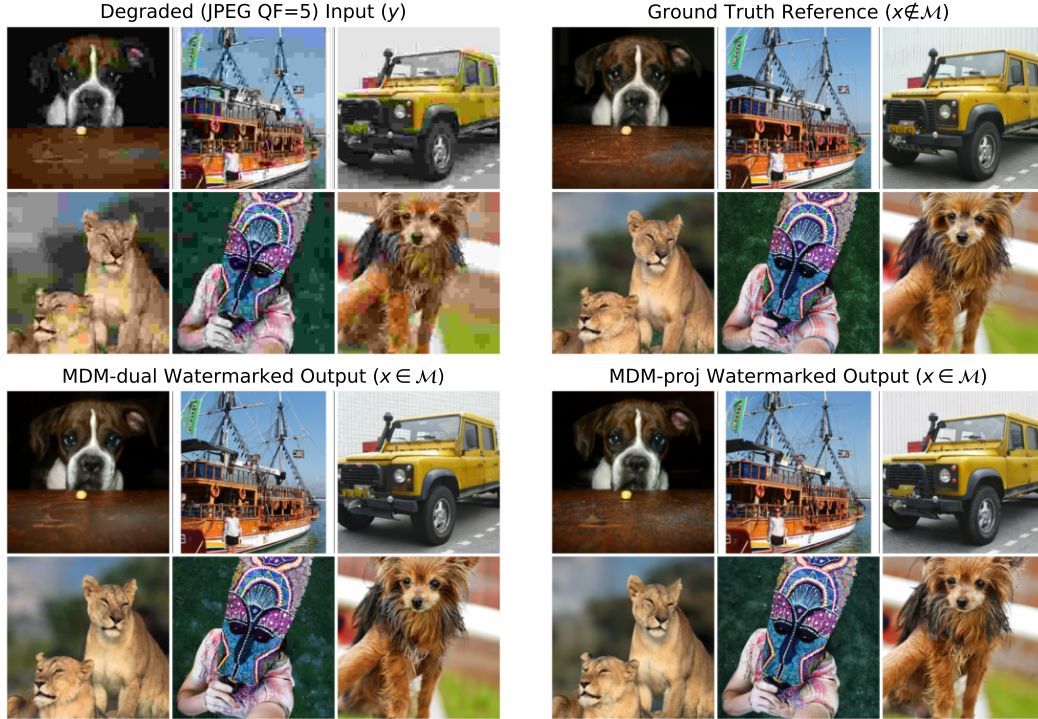 Degraded (JPEG QF=5) Input (y)
Ground Truth Reference (x∉ℳ)
MDM-dual Watermarked Output (x ∈ ℳ)
MDM-proj Watermarked Output (x ∈ ℳ)